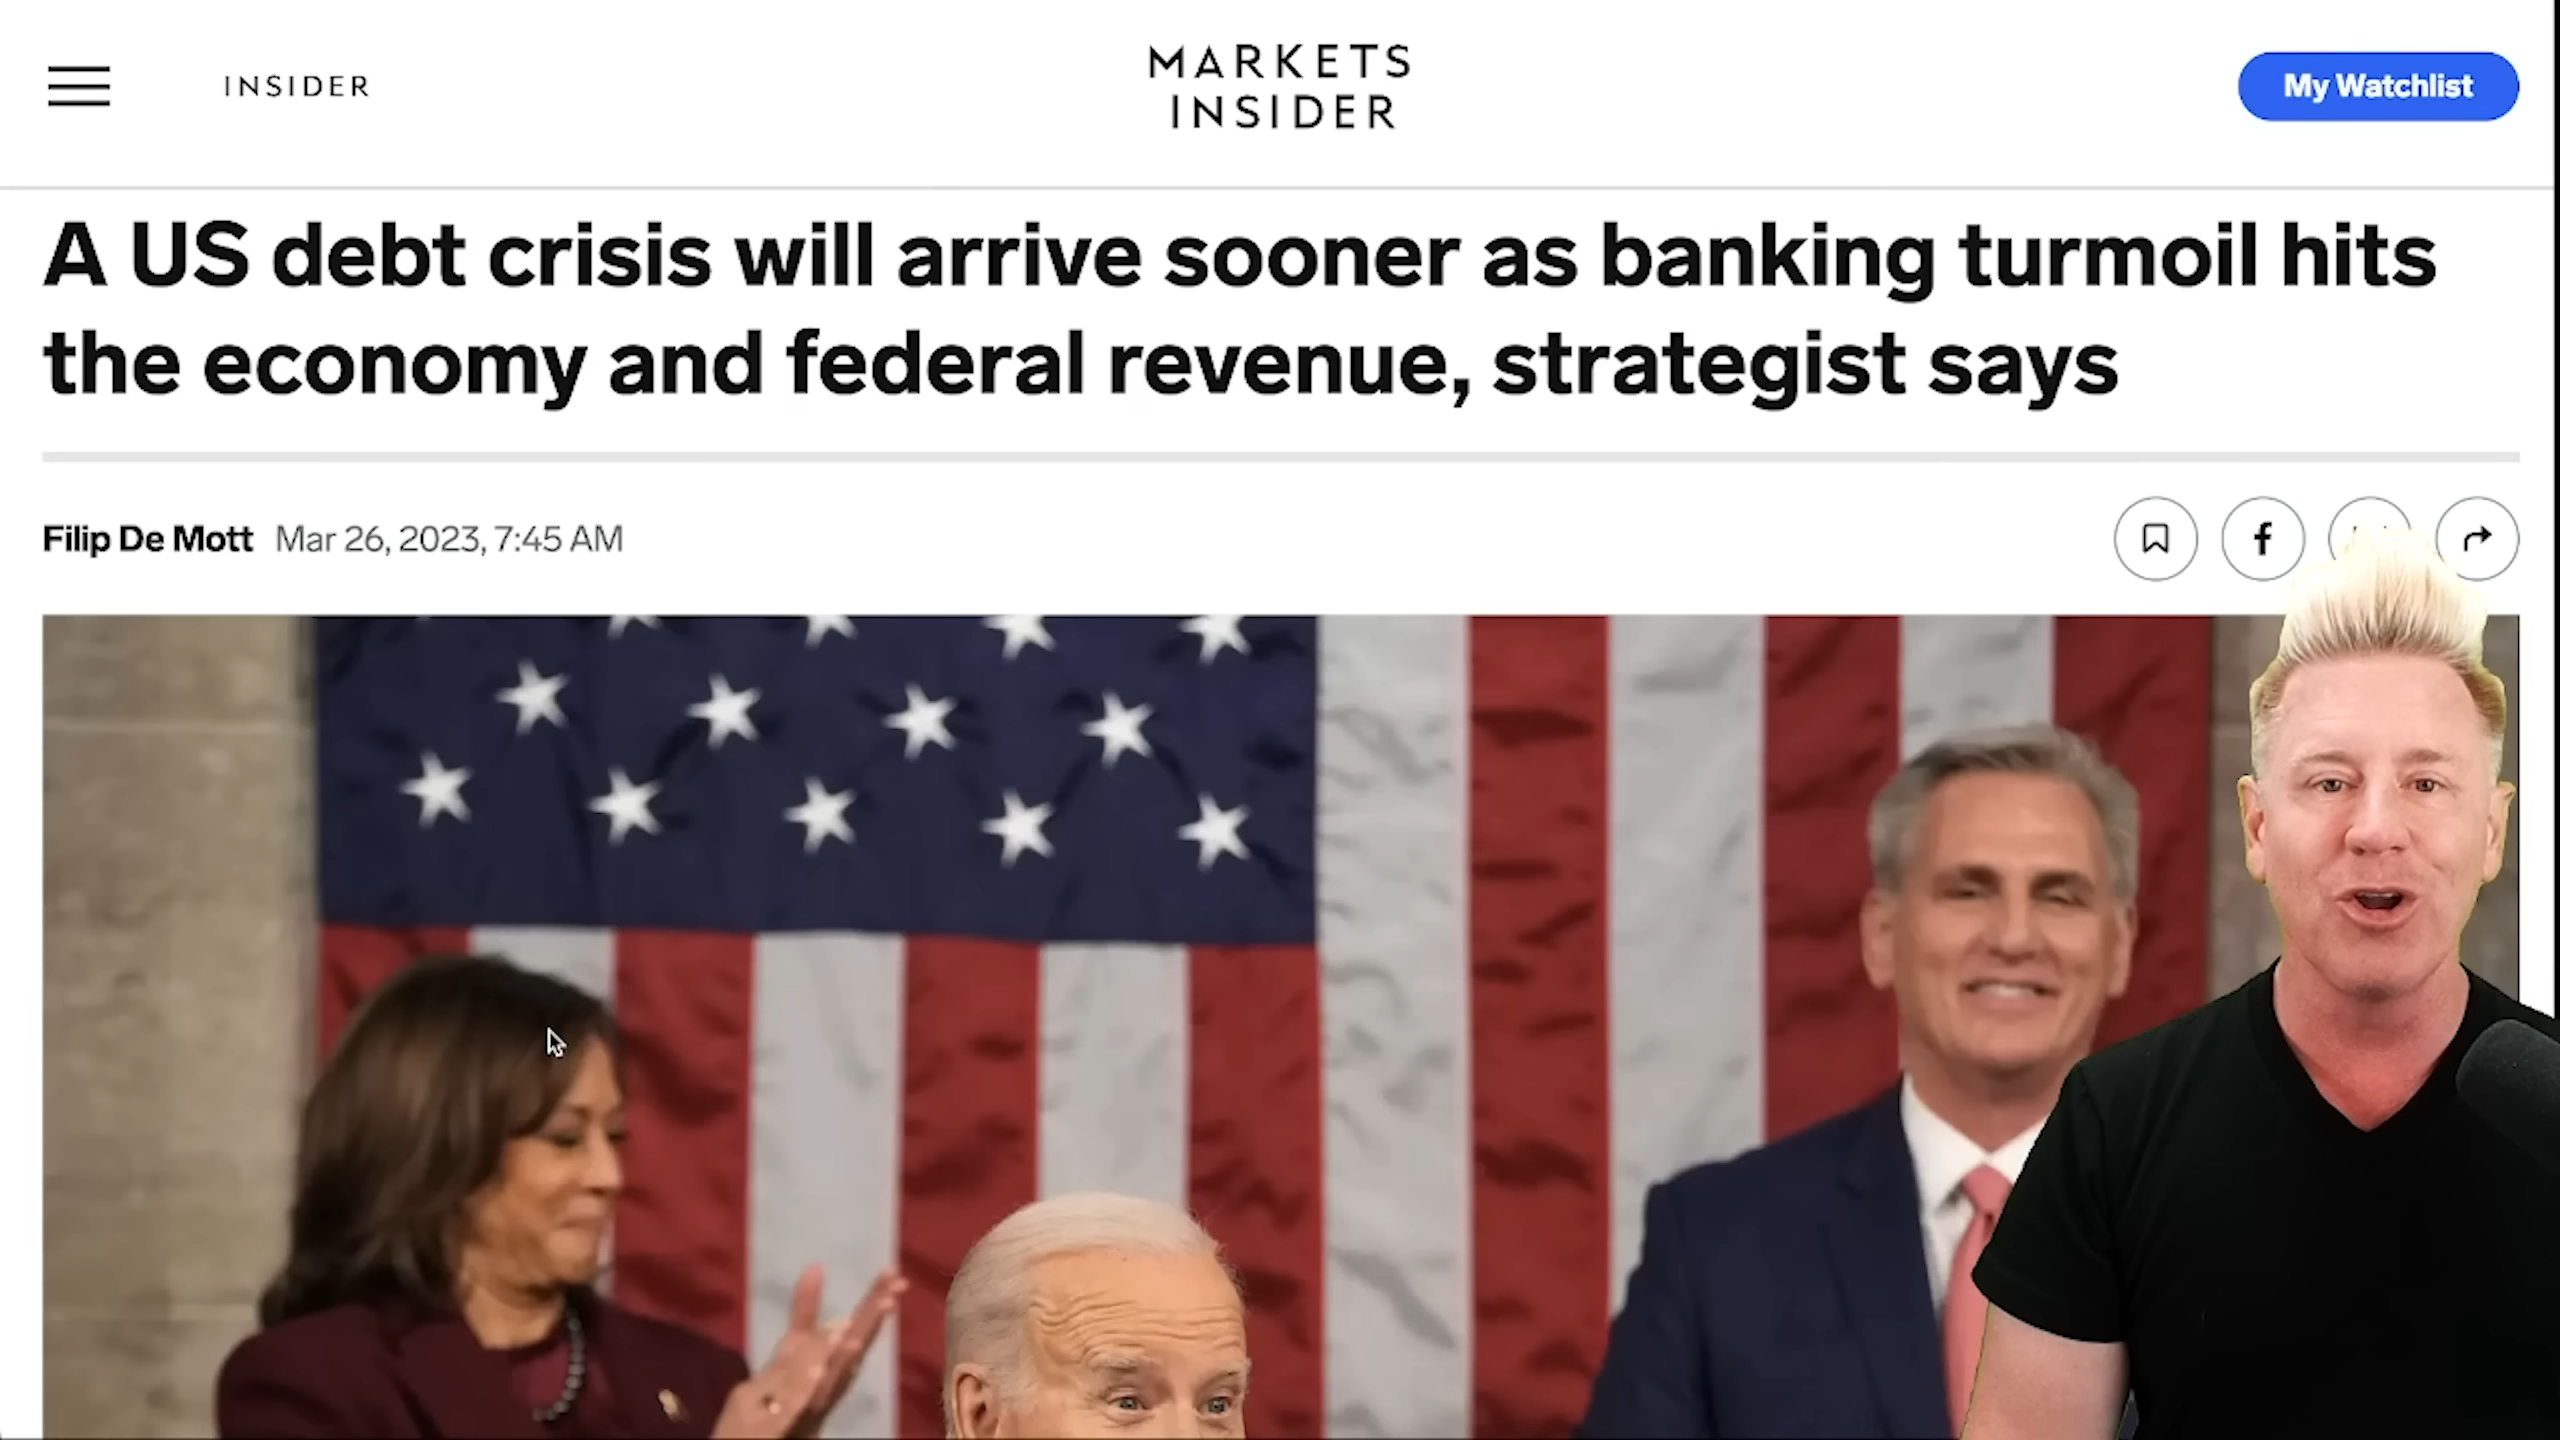 INSIDER
MARKETS
INSIDER
My Watchlist
A US debt crisis will arrive sooner as banking turmoil hits
the economy and federal revenue, strategist says
Filip De Mott Mar 26, 2023, 7:45 AM